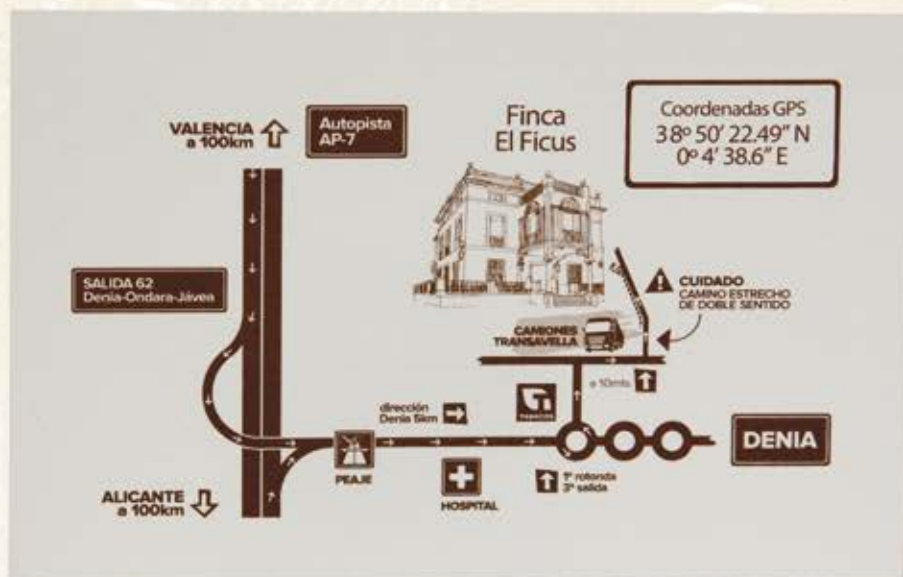 VALENCIA
a 100km
Autopista
AP-7
Finca
El Ficus
Coordenadas GPS
38º 50' 22.49" N
0º 4' 38.6" E
SALIDA 62
Denia-Ondara-Jávea
CUIDADO
CAMINO ESTRECHO
DE DOBLE SENTIDO
CAMIONES
TRANSAVELLA
a 10mts.
TABACOS
dirección
Denia 5km
DENIA
PEAJE
HOSPITAL
1ª rotonda
3ª salida
ALICANTE
a 100km